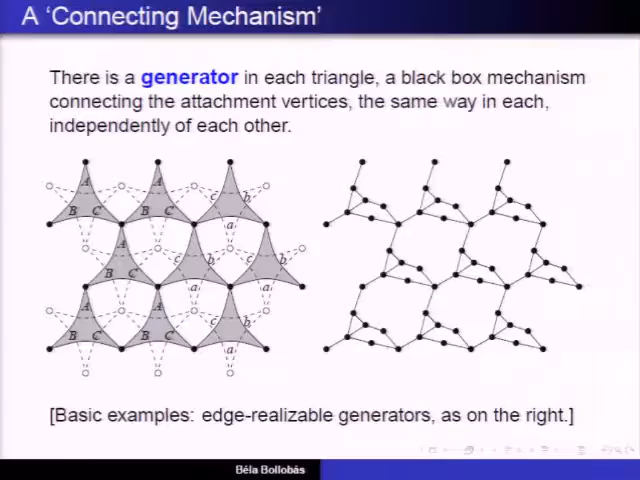 A ‘Connecting Mechanism’
There is a generator in each triangle, a black box mechanism
connecting the attachment vertices, the same way in each,
independently of each other.
A A c b
B C B C a
A c b c b
B C a a
A A c b
B C B C a
[Basic examples: edge-realizable generators, as on the right.]
Béla Bollobás